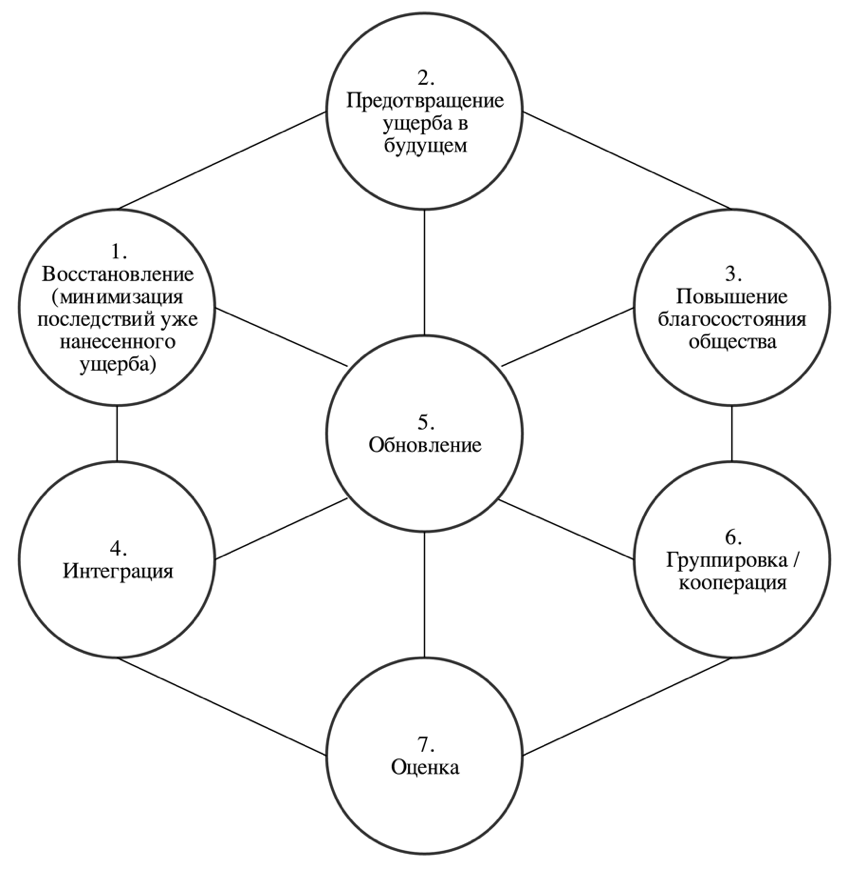 2.
Предотвращение
ущерба в
будущем
1.
Восстановление
(минимизация
последствий уже
нанесенного
ущерба)
3.
Повышение
благосостояния
общества
5.
Обновление
4.
Интеграция
6.
Группировка /
кооперация
7.
Оценка